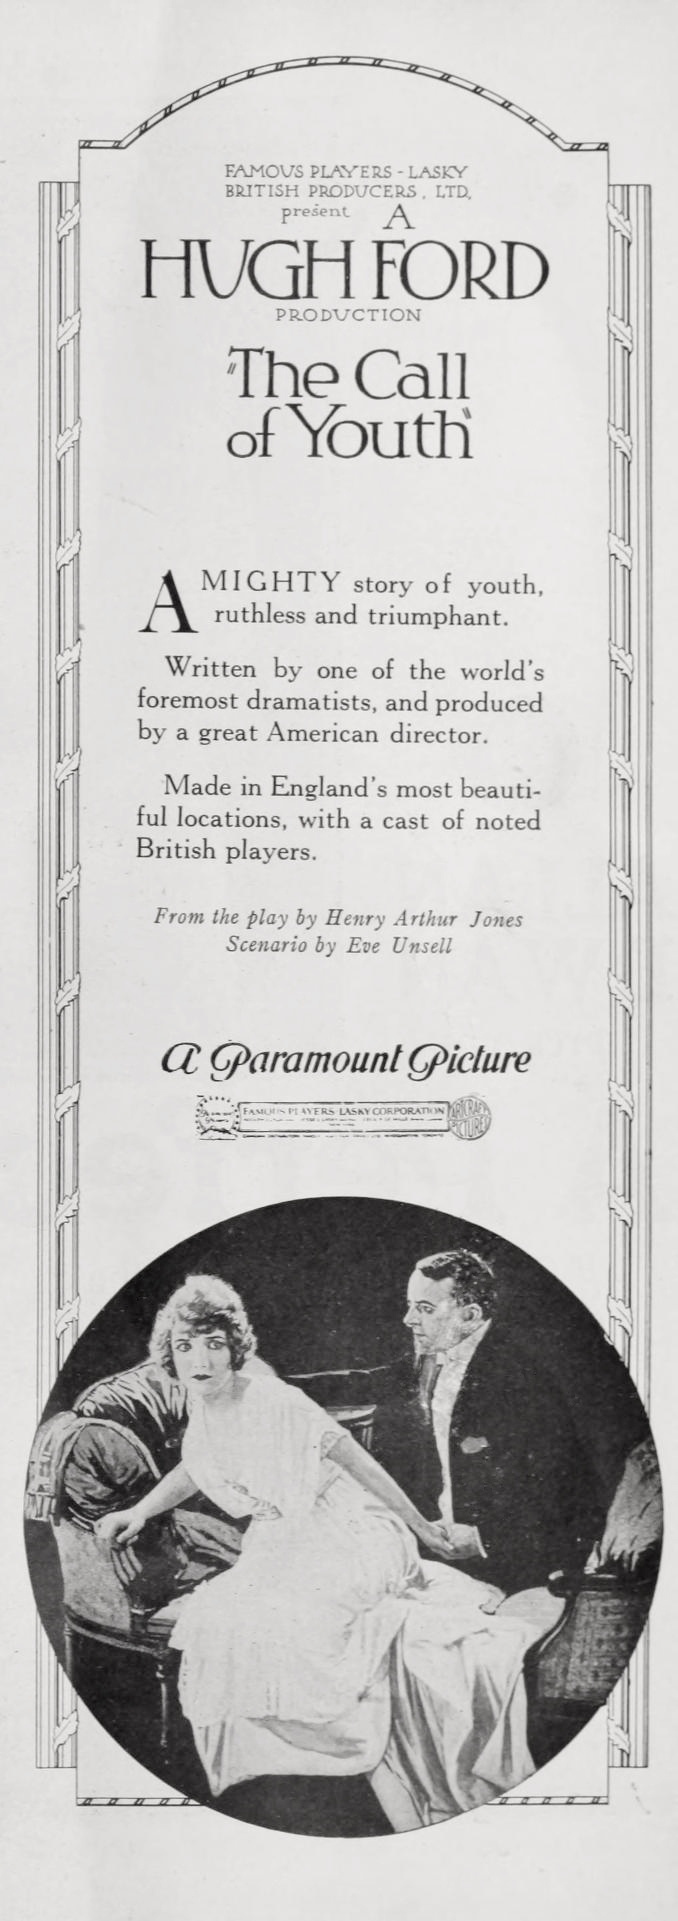 FAMOUS PLAYERS - LASKY
BRITISH PRODUCERS, LTD,
present A
HUGH FORD
PRODUCTION
"The Call
of Youth"
A MIGHTY story of youth,
ruthless and triumphant.
Written by one of the world's
foremost dramatists, and produced
by a great American director.
Made in England's most beauti-
ful locations, with a cast of noted
British players.
From the play by Henry Arthur Jones
Scenario by Eve Unsell
A Paramount Picture
FAMOUS PLAYERS-LASKY CORPORATION
ARTCRAFT
PICTURES